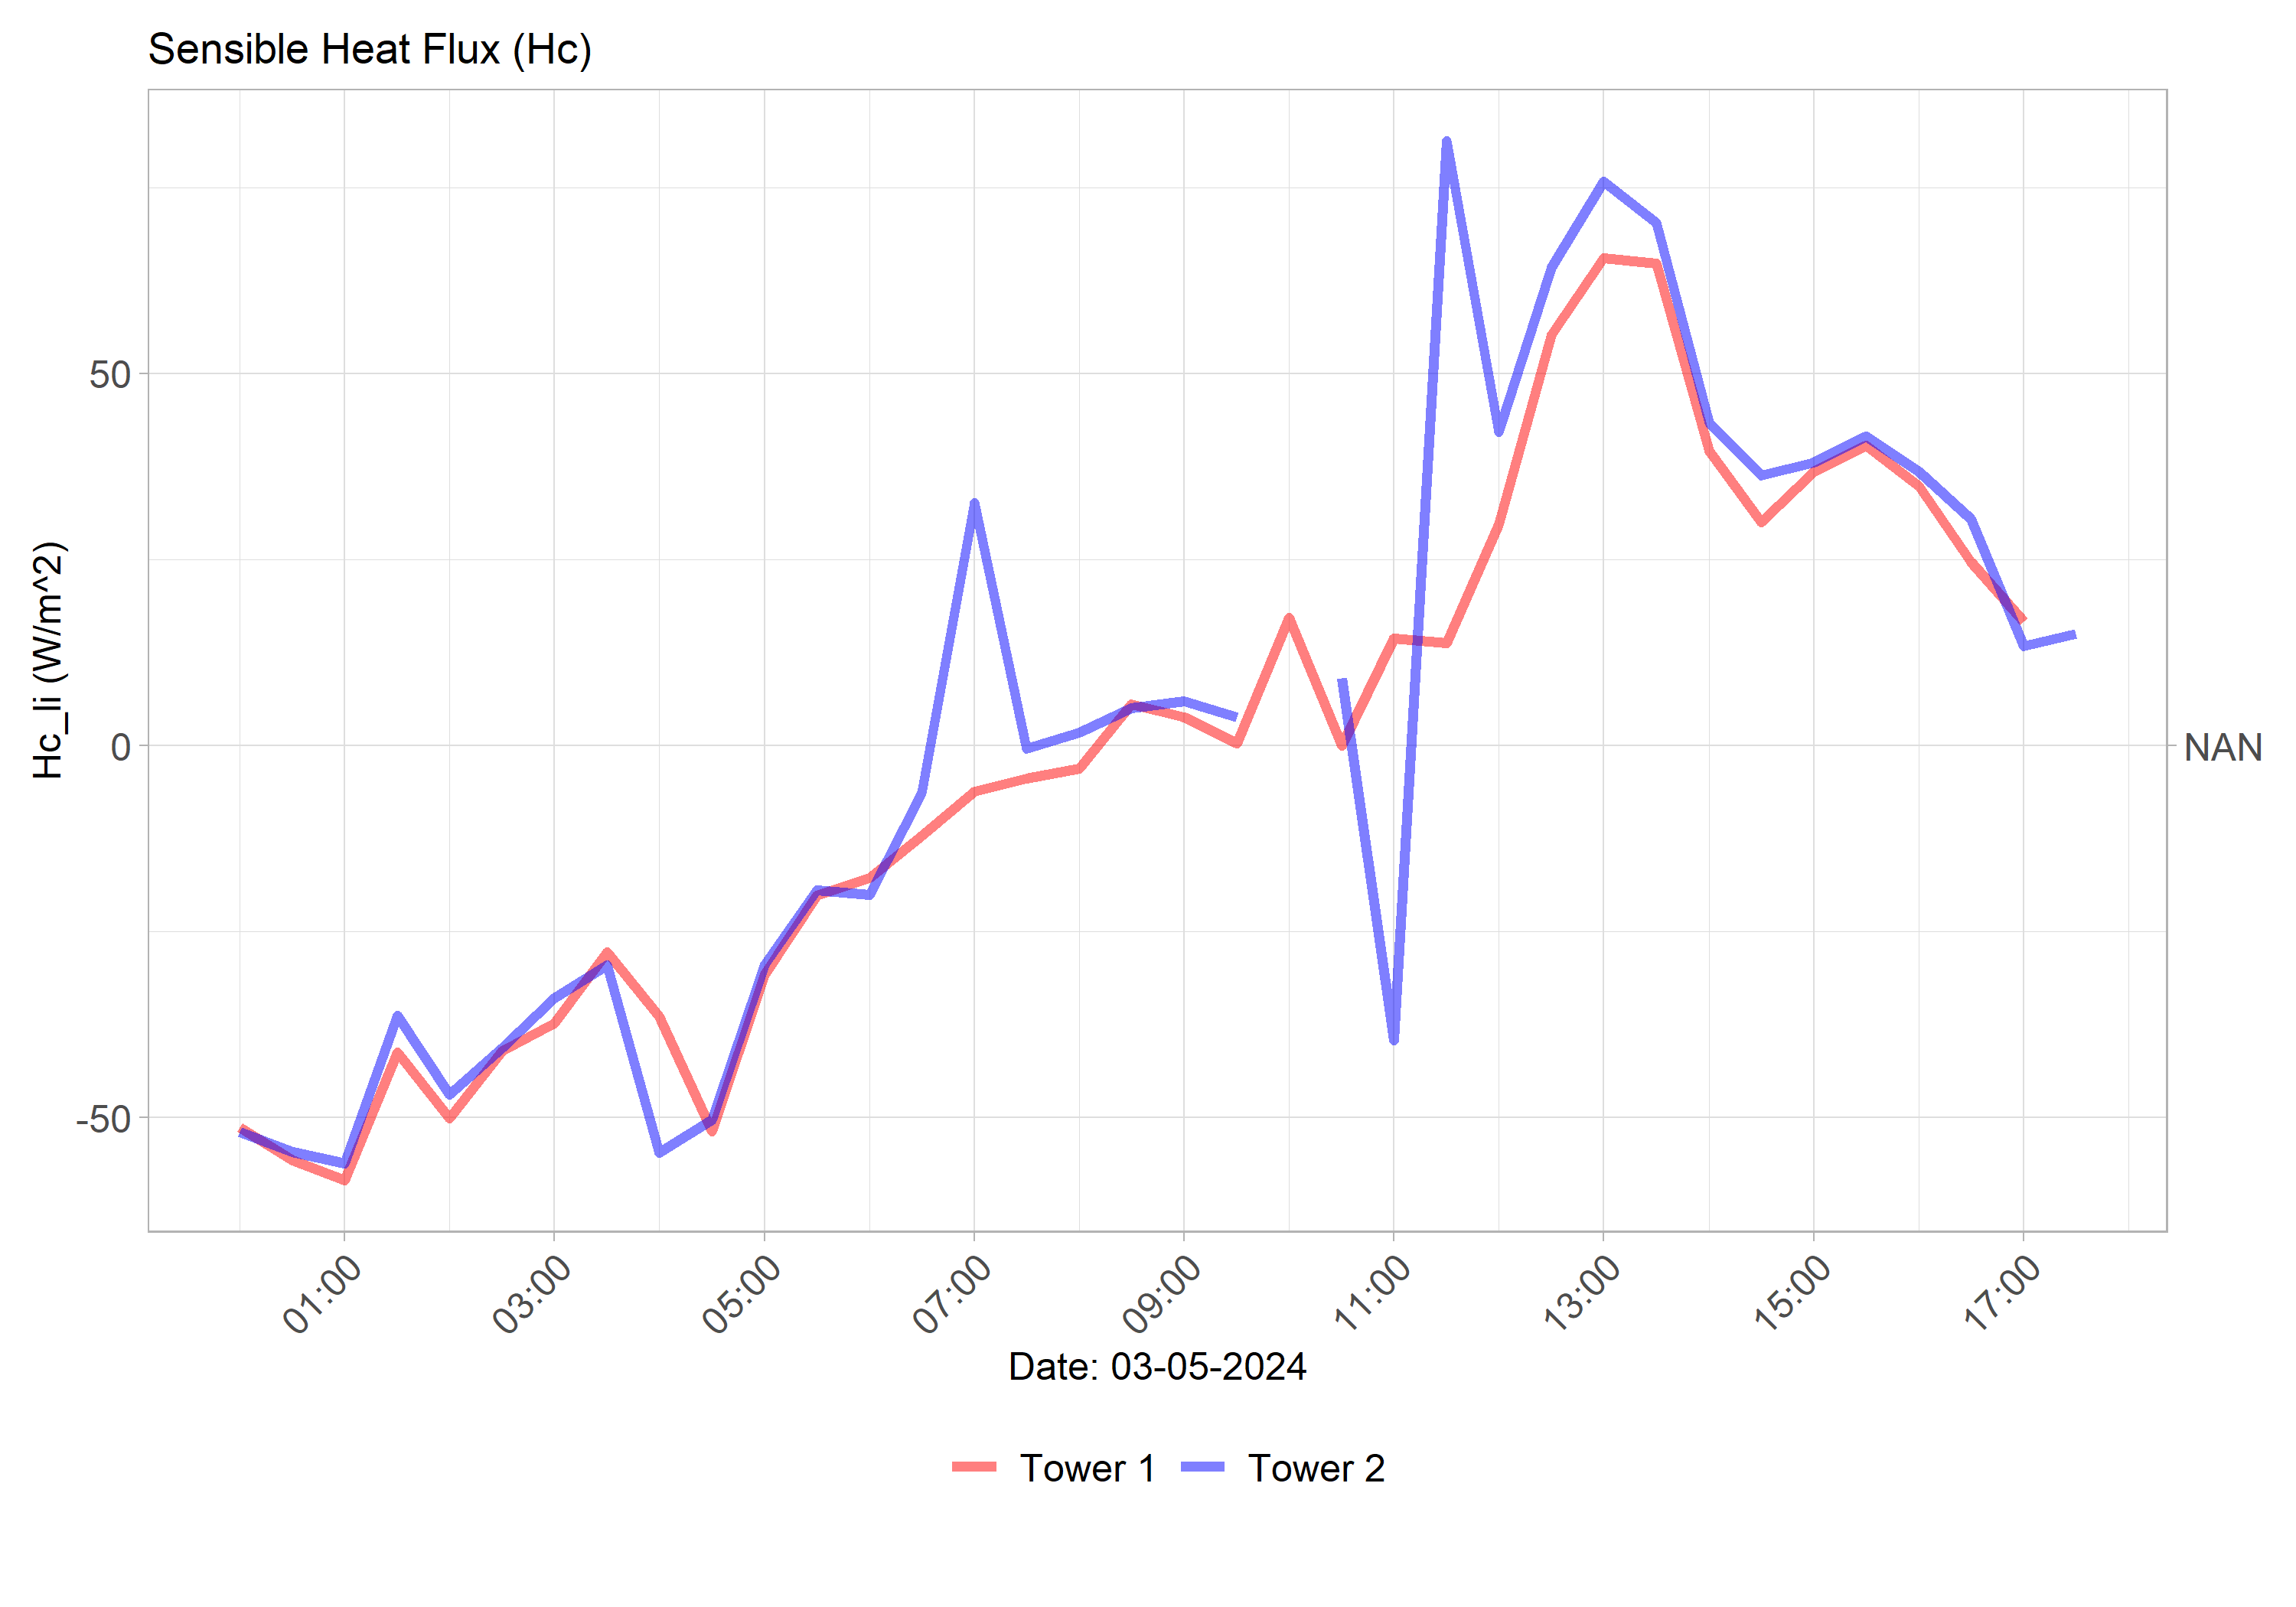 Sensible Heat Flux (Hc)
Hc_li (W/m^2)
50
0
-50
NAN
01:00 03:00 05:00 07:00 09:00 11:00 13:00 15:00 17:00
Date: 03-05-2024
Tower 1 Tower 2